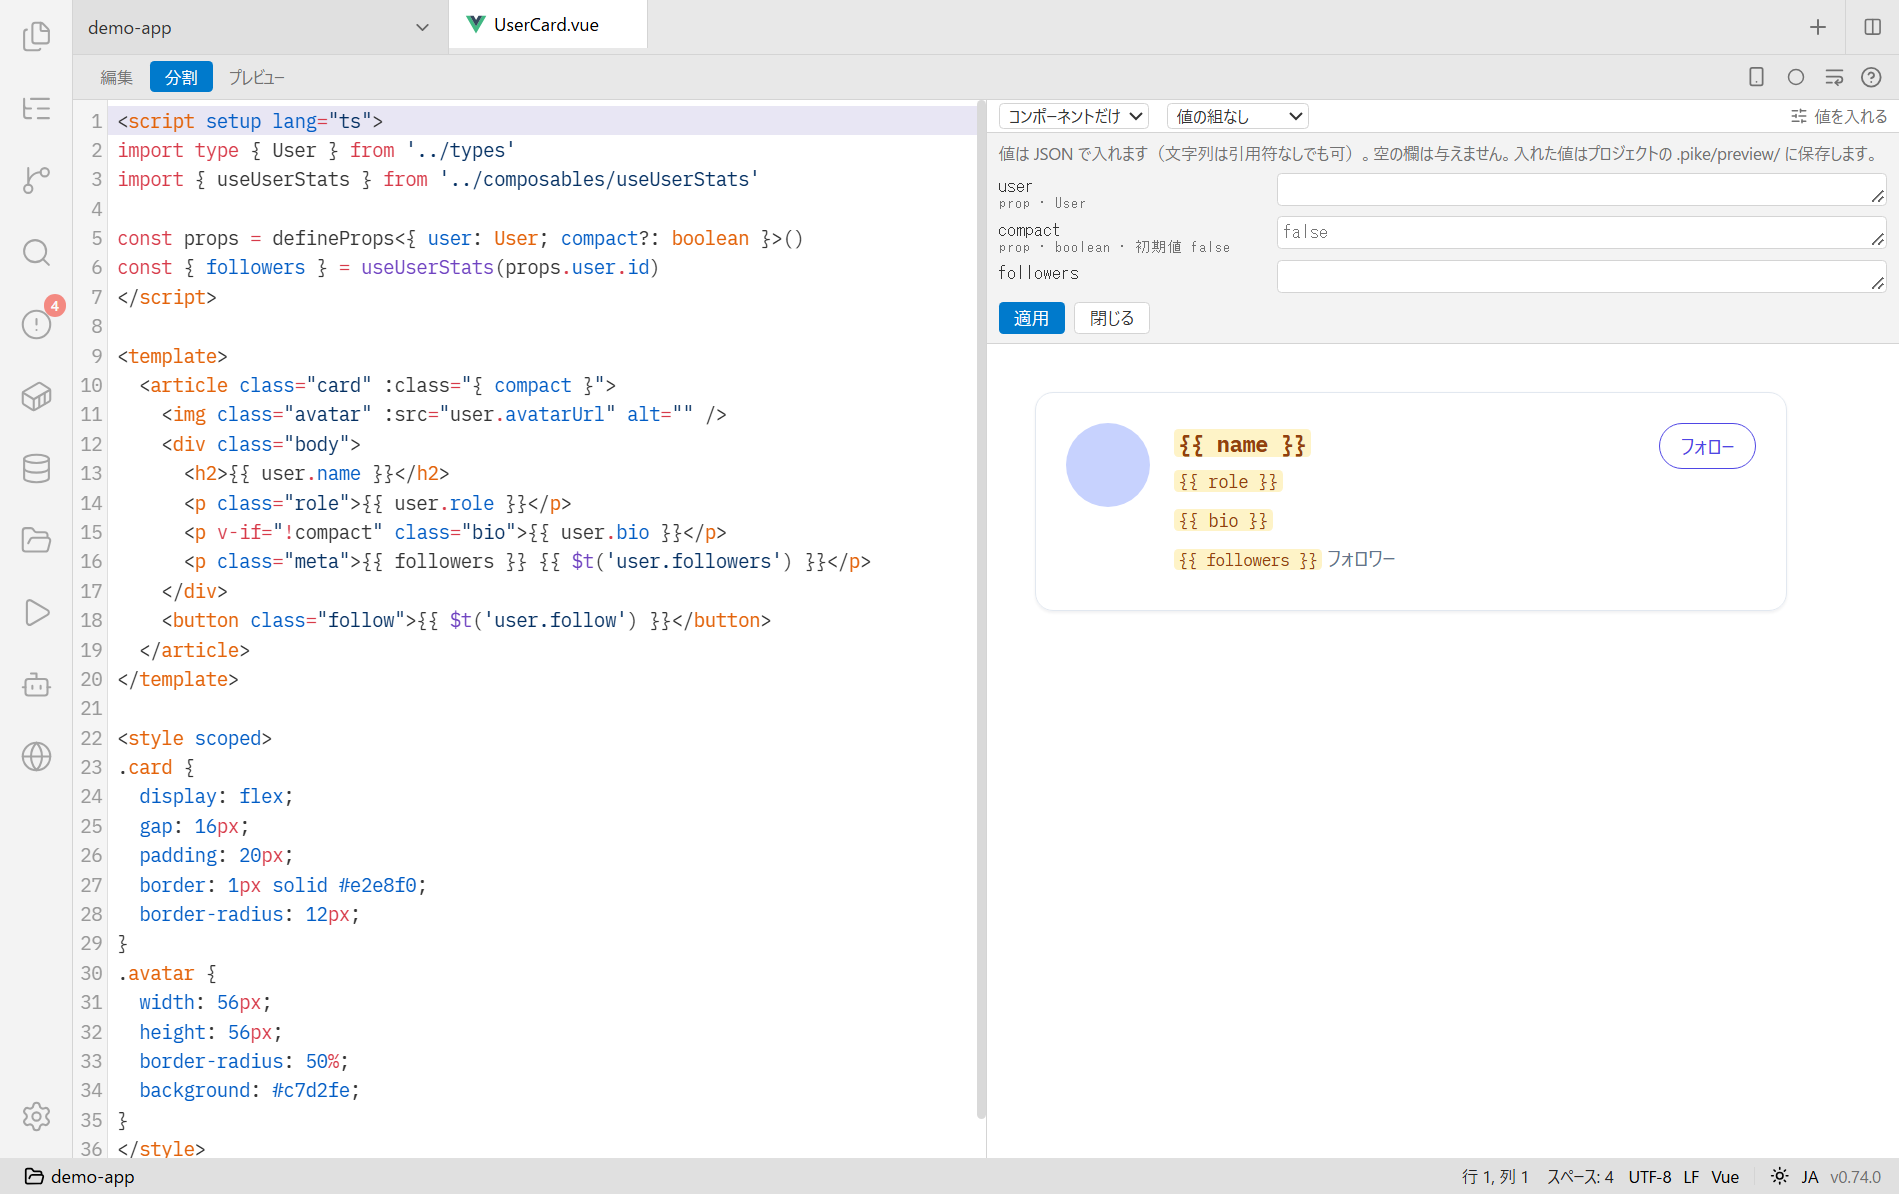 demo-app
UserCard.vue
編集 分割 プレビュー
4
1 <script setup lang="ts">
2 import type { User } from '../types'
3 import { useUserStats } from '../composables/useUserStats'
4
5 const props = defineProps<{ user: User; compact?: boolean }>()
6 const { followers } = useUserStats(props.user.id)
7 </script>
8
9 <template>
10 <article class="card" :class="{ compact }">
11 <img class="avatar" :src="user.avatarUrl" alt="" />
12 <div class="body">
13 <h2>{{ user.name }}</h2>
14 <p class="role">{{ user.role }}</p>
15 <p v-if="!compact" class="bio">{{ user.bio }}</p>
16 <p class="meta">{{ followers }} {{ $t('user.followers') }}</p>
17 </div>
18 <button class="follow">{{ $t('user.follow') }}</button>
19 </article>
20 </template>
21
22 <style scoped>
23 .card {
24 display: flex;
25 gap: 16px;
26 padding: 20px;
27 border: 1px solid #e2e8f0;
28 border-radius: 12px;
29 }
30 .avatar {
31 width: 56px;
32 height: 56px;
33 border-radius: 50%;
34 background: #c7d2fe;
35 }
36 </style>
コンポーネントだけ 値の組なし 値を入れる
値は JSON で入れます（文字列は引用符なしでも可）。空の欄は与えません。入れた値はプロジェクトの .pike/preview/ に保存します。
user
prop · User
compact false
prop · boolean · 初期値 false
followers
適用 閉じる
{{ name }}
フォロー
{{ role }}
{{ bio }}
{{ followers }} フォロワー
demo-app 行 1, 列 1 スペース: 4 UTF-8 LF Vue JA v0.74.0